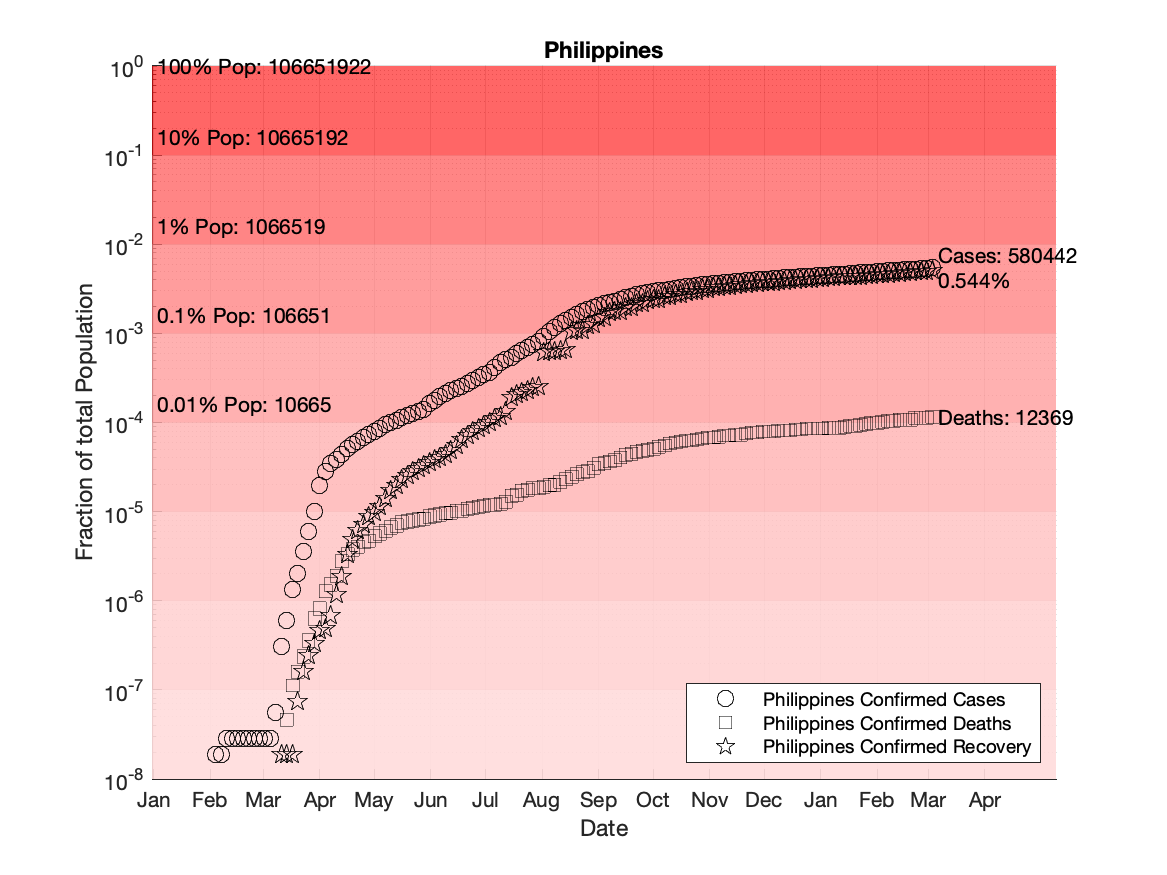 Philippines
10^0
100% Pop: 106651922
10% Pop: 10665192
10^-1
1% Pop: 1066519
10^-2
Cases: 580442
0.544%
0.1% Pop: 106651
10^-3
0.01% Pop: 10665
10^-4
Deaths: 12369
10^-5
10^-6
10^-7
10^-8
Fraction of total Population
Philippines Confirmed Cases
Philippines Confirmed Deaths
Philippines Confirmed Recovery
Jan Feb Mar Apr May Jun Jul Aug Sep Oct Nov Dec Jan Feb Mar Apr
Date